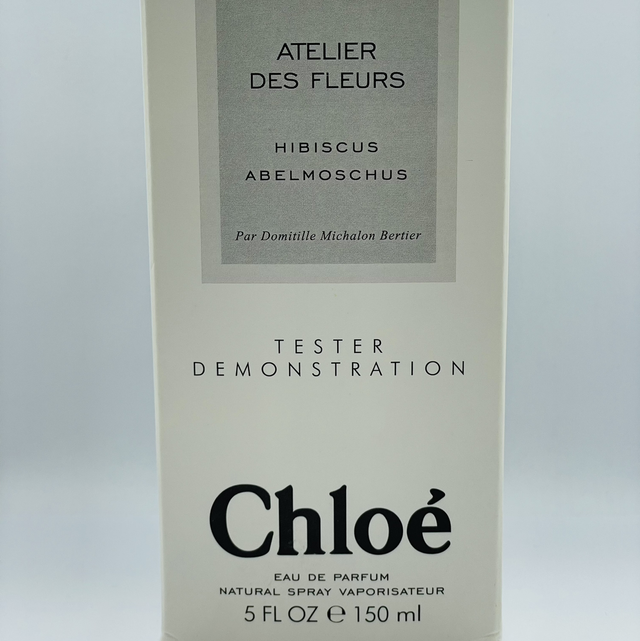 ATELIER
DES FLEURS
HIBISCUS
ABELMOSCHUS
Par Domitille Michalon Bertier
TESTER
DEMONSTRATION
Chloé
EAU DE PARFUM
NATURAL SPRAY VAPORISATEUR
5 FL OZ ℮ 150 ml